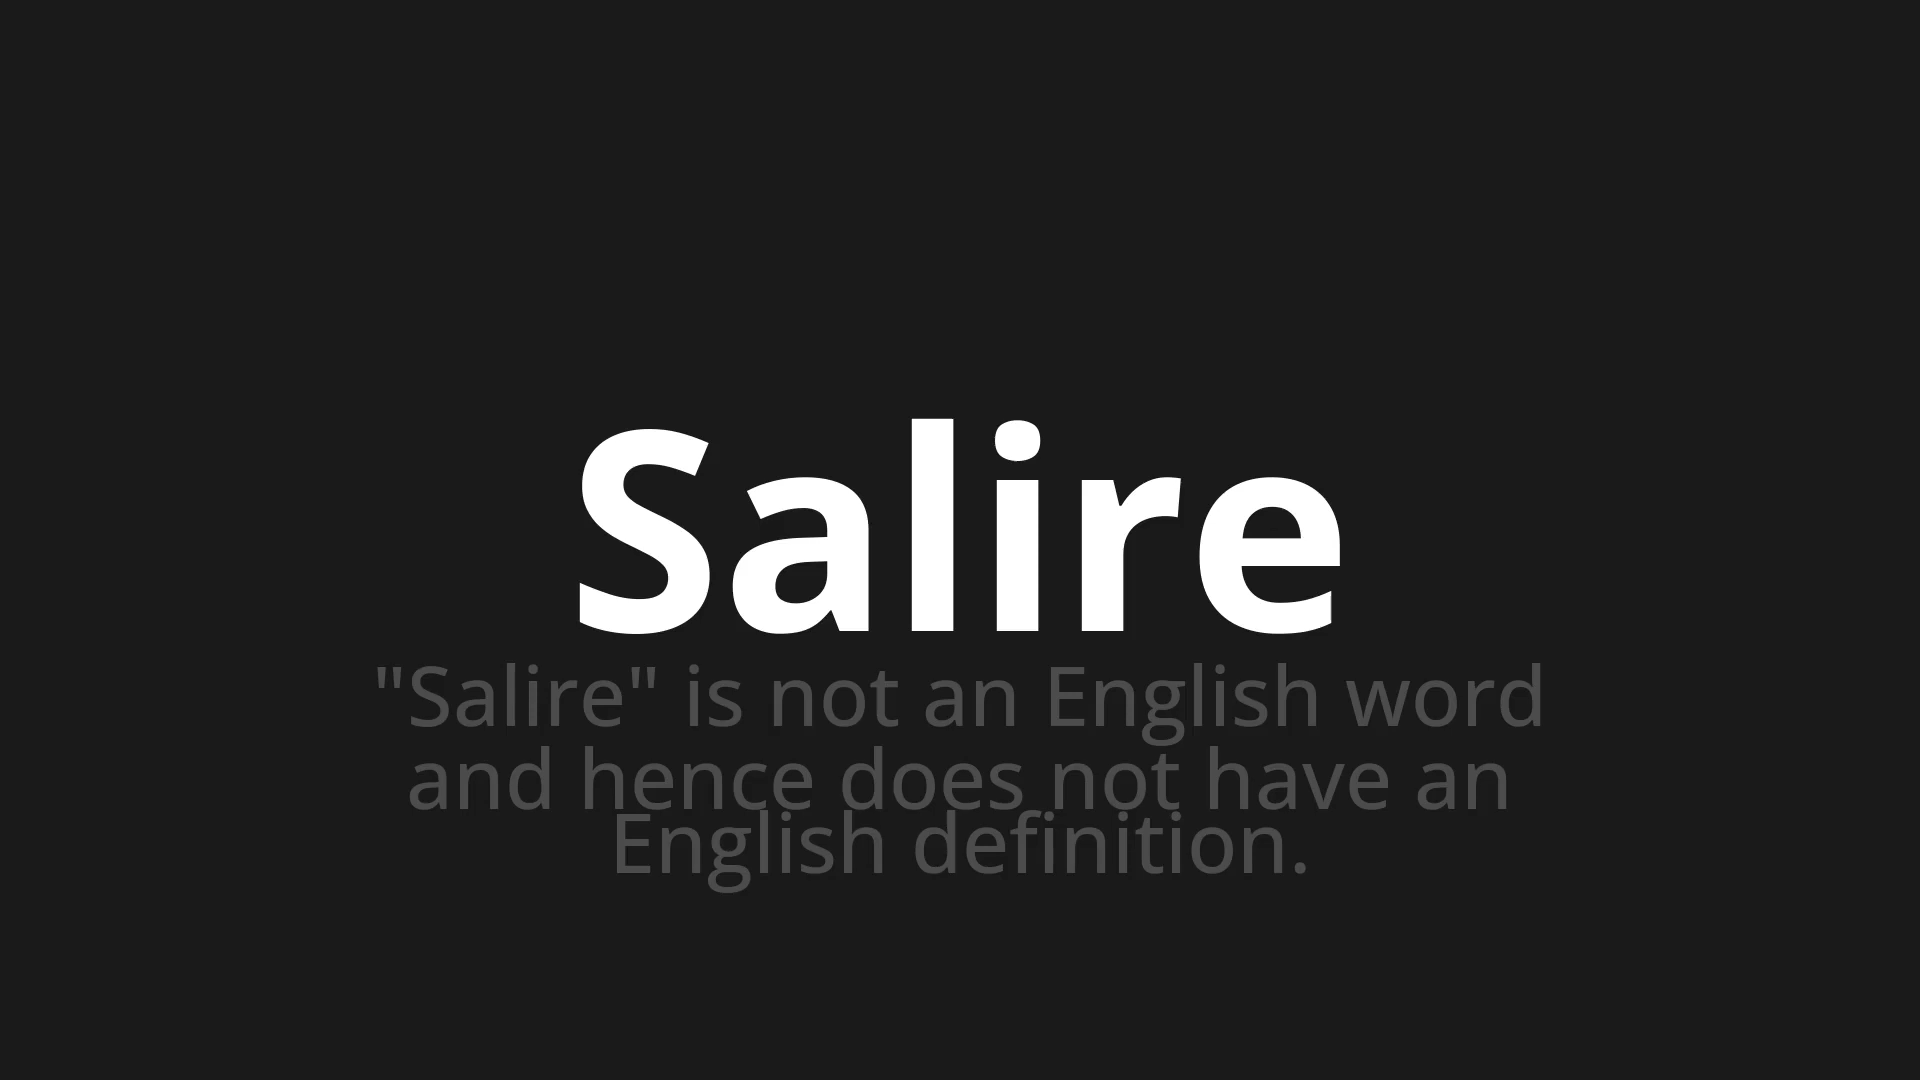 Salire
"Salire" is not an English word
and hence does not have an
English definition.